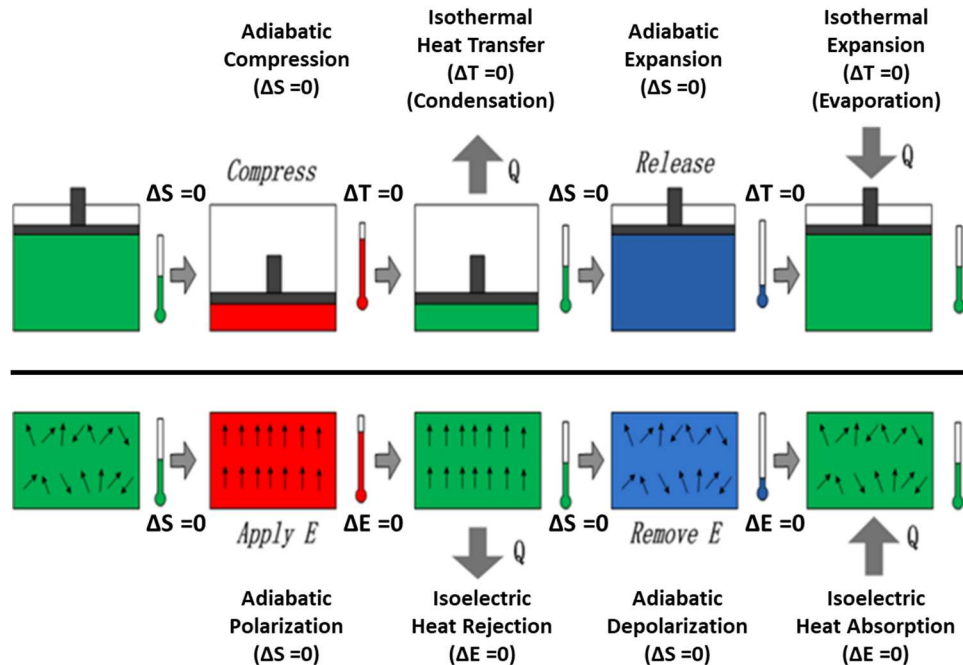 Adiabatic
Compression
(ΔS =0)
Isothermal
Heat Transfer
(ΔT =0)
(Condensation)
Adiabatic
Expansion
(ΔS =0)
Isothermal
Expansion
(ΔT =0)
(Evaporation)
Compress
Q
Release
Q
ΔS =0
ΔT =0
ΔS =0
ΔT =0
ΔS =0
Apply E
ΔE =0
ΔS =0
Remove E
ΔE =0
Q
Q
Adiabatic
Polarization
(ΔS =0)
Isoelectric
Heat Rejection
(ΔE =0)
Adiabatic
Depolarization
(ΔS =0)
Isoelectric
Heat Absorption
(ΔE =0)